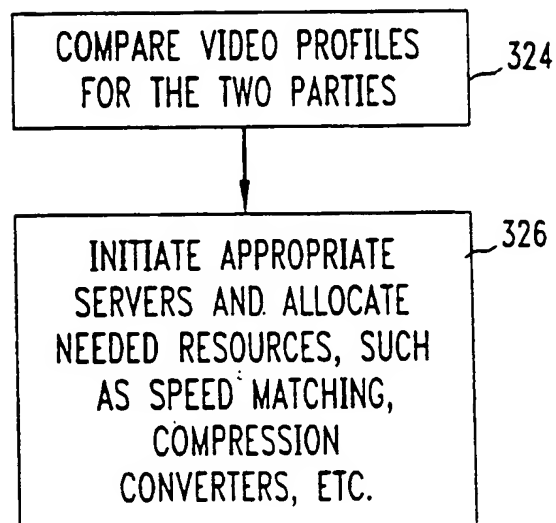 COMPARE VIDEO PROFILES
FOR THE TWO PARTIES
324
INITIATE APPROPRIATE
SERVERS AND ALLOCATE
NEEDED RESOURCES, SUCH
AS SPEED MATCHING,
COMPRESSION
CONVERTERS, ETC.
326